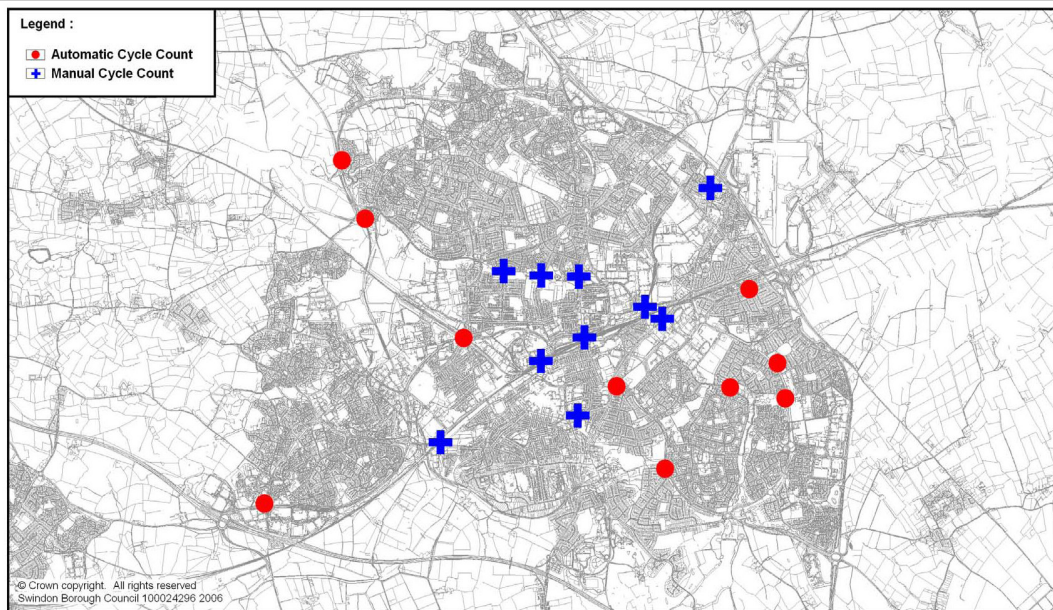 Legend :
Automatic Cycle Count
Manual Cycle Count
© Crown copyright. All rights reserved
Swindon Borough Council 100024296 2006